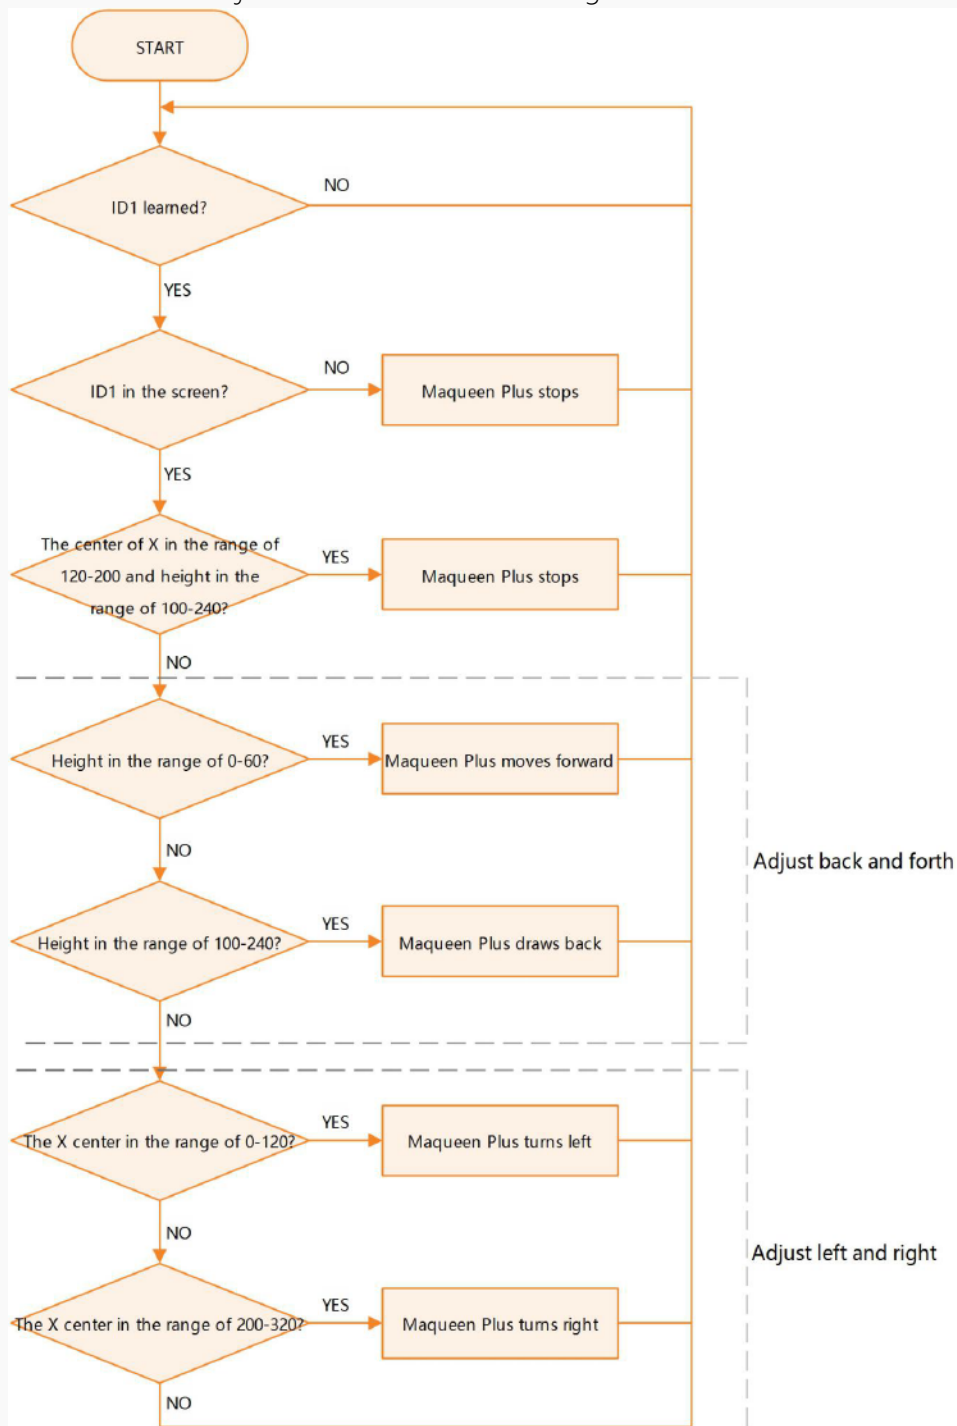 START
ID1 learned?
NO
YES
ID1 in the screen?
NO
Maqueen Plus stops
YES
The center of X in the range of
120-200 and height in the
range of 100-240?
YES
Maqueen Plus stops
NO
Height in the range of 0-60?
YES
Maqueen Plus moves forward
NO
Adjust back and forth
Height in the range of 100-240?
YES
Maqueen Plus draws back
NO
The X center in the range of 0-120?
YES
Maqueen Plus turns left
NO
Adjust left and right
The X center in the range of 200-320?
YES
Maqueen Plus turns right
NO